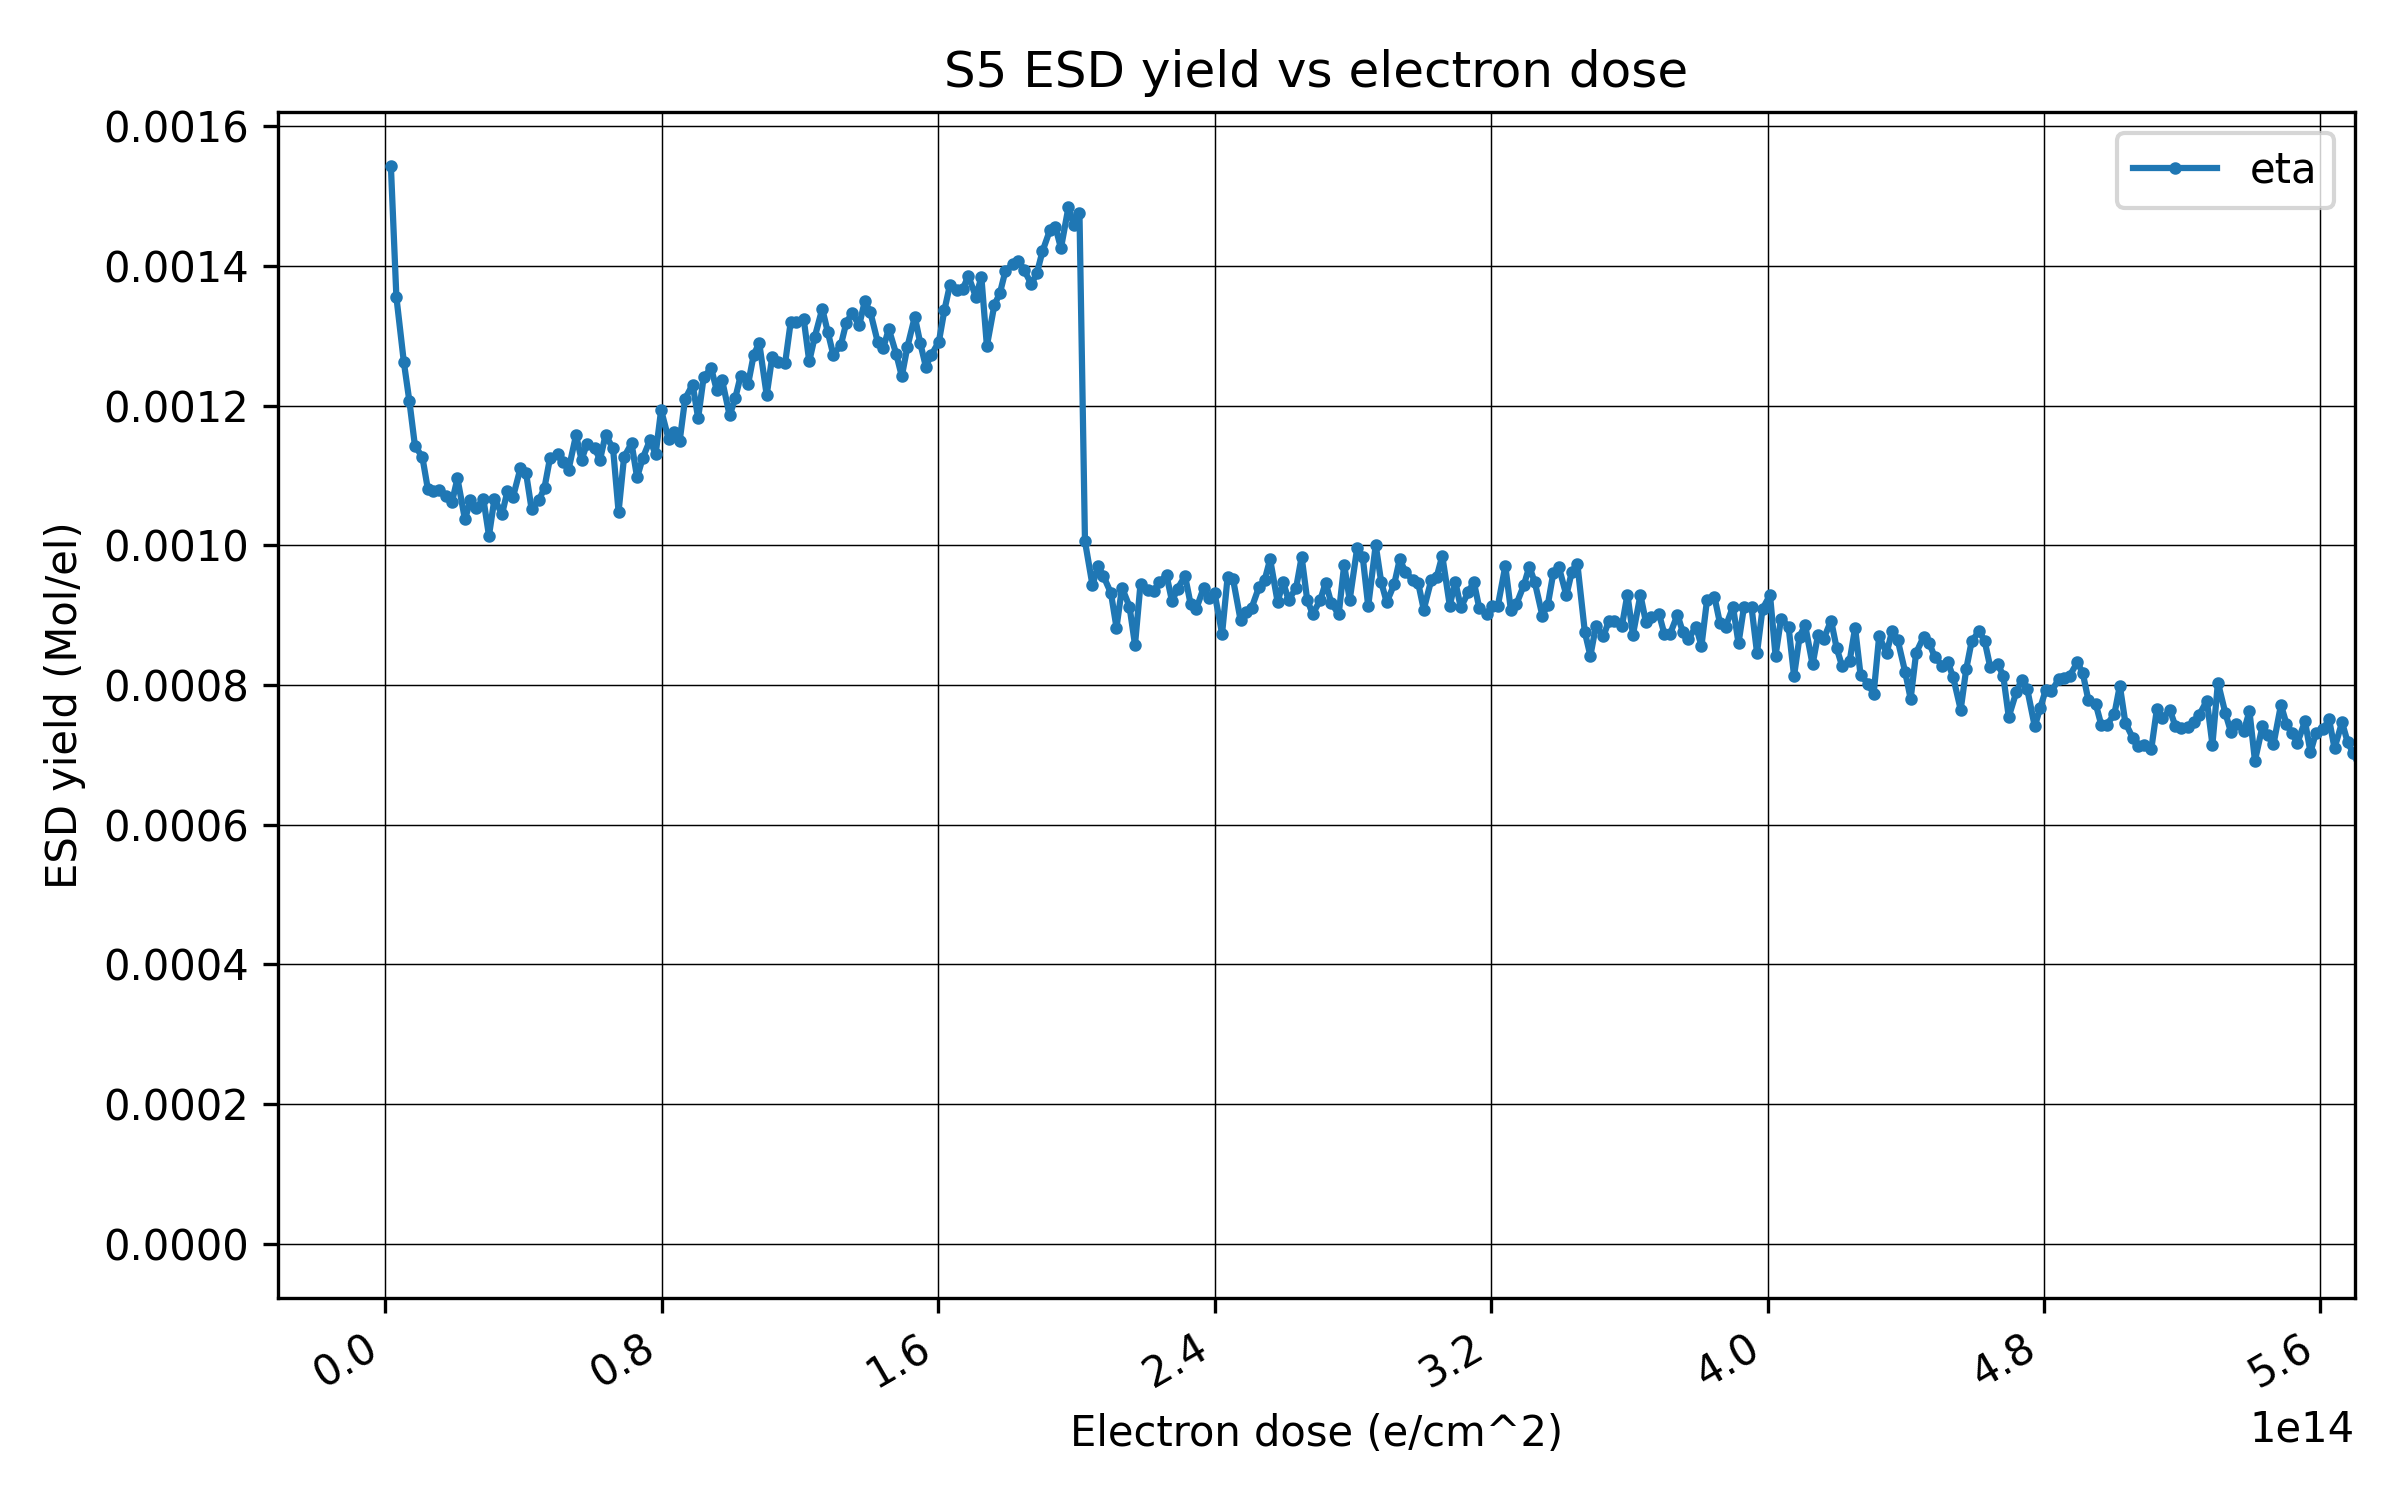 S5 ESD yield vs electron dose
eta
ESD yield (Mol/el)
0.0016
0.0014
0.0012
0.0010
0.0008
0.0006
0.0004
0.0002
0.0000
0.0 0.8 1.6 2.4 3.2 4.0 4.8 5.6
1e14
Electron dose (e/cm^2)